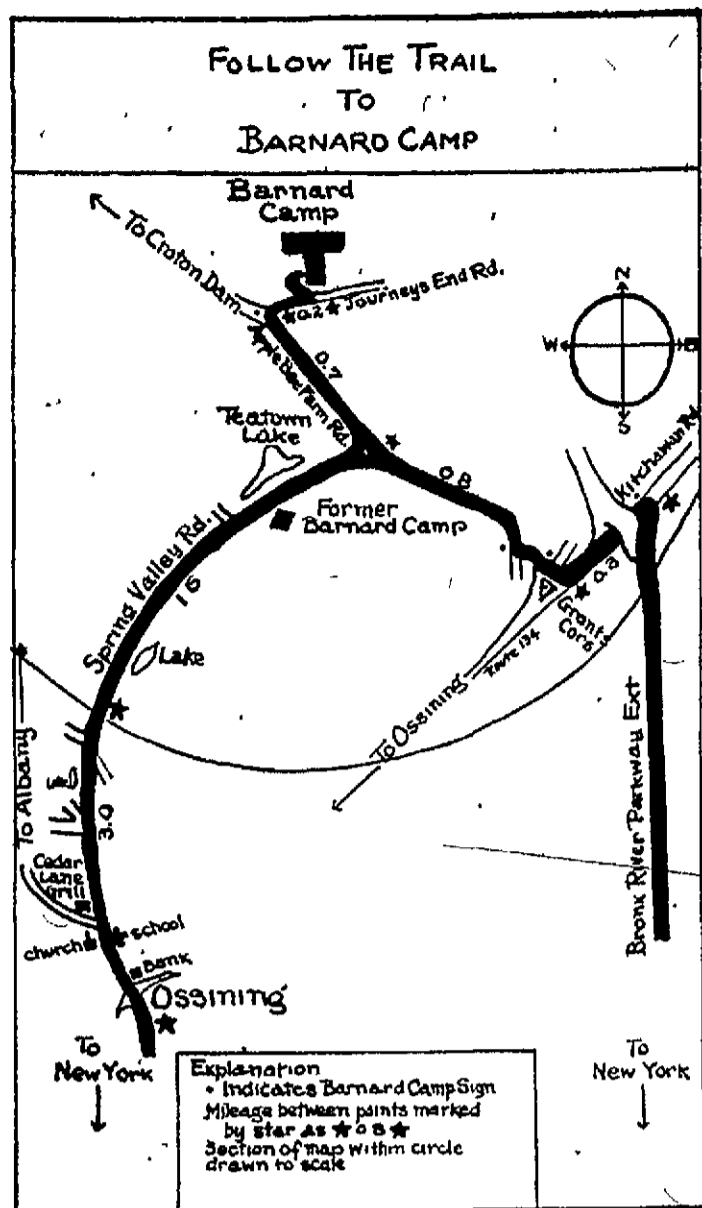 FOLLOW THE TRAIL
TO
BARNARD CAMP
Barnard
Camp
To Croton Dam
0.2
Journeys End Rd.
Apple Bee Farm Rd.
0.7
N
W
E
S
Teatown
Lake
0.8
Kitchawan Rd.
Former
Barnard Camp
Spring Valley Rd.
1.6
Grants
Cors
Route 134
To Ossining
Lake
Bronx River Parkway Ext
To Albany
3.0
Cedar
Lane
Grill
church
school
Bank
OSSINING
To
New York
To
New York
Explanation
• Indicates Barnard Camp Sign
Mileage between points marked
by star as ★ 0 8 ★
Section of map within circle
drawn to scale